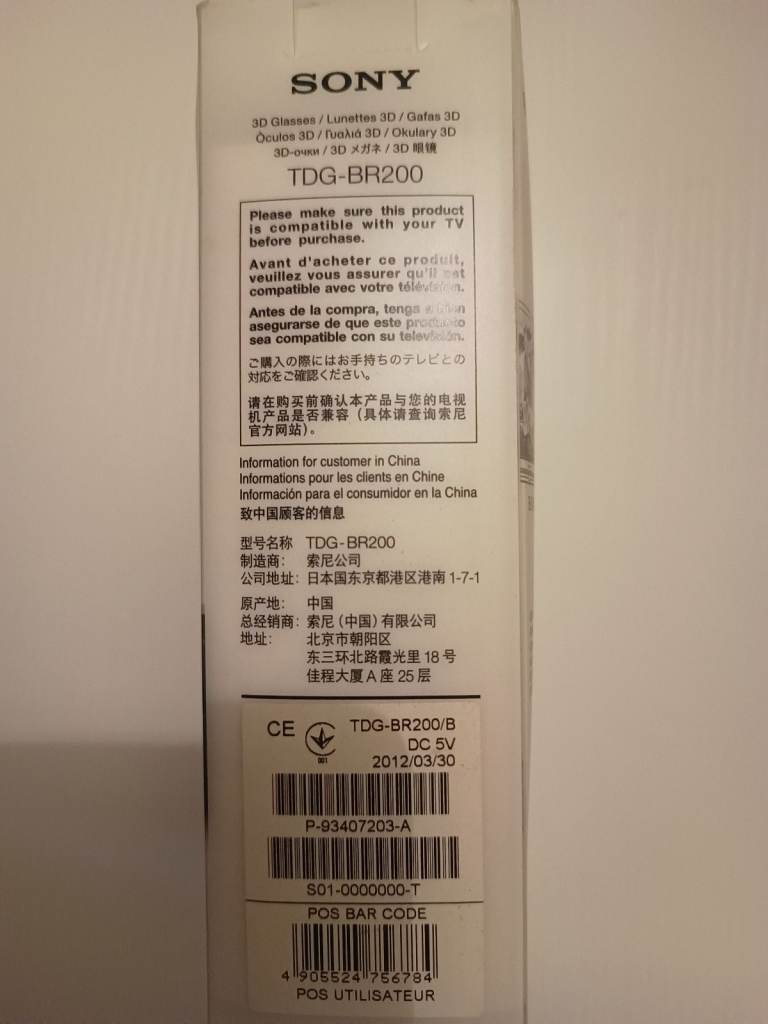 SONY
3D Glasses / Lunettes 3D / Gafas 3D
Óculos 3D / Γυαλιά 3D / Okulary 3D
3D-очки / 3D メガネ / 3D 眼镜
TDG-BR200
Please make sure this product
is compatible with your TV
before purchase.
Avant d'acheter ce produit,
veuillez vous assurer qu'il est
compatible avec votre télévision.
Antes de la compra, tenga a bien
asegurarse de que este producto
sea compatible con su televisión.
ご購入の際にはお手持ちのテレビとの
対応をご確認ください。
请在购买前确认本产品与您的电视
机产品是否兼容（具体请查询索尼
官方网站）。
Information for customer in China
Informations pour les clients en Chine
Información para el consumidor en la China
致中国顾客的信息
型号名称 TDG-BR200
制造商： 索尼公司
公司地址： 日本国东京都港区港南 1-7-1
原产地： 中国
总经销商： 索尼（中国）有限公司
地址： 北京市朝阳区
东三环北路霞光里 18 号
佳程大厦 A 座 25 层
CE 001 TDG-BR200/B
DC 5V
2012/03/30
P-93407203-A
S01-0000000-T
POS BAR CODE
4 905524 756784
POS UTILISATEUR